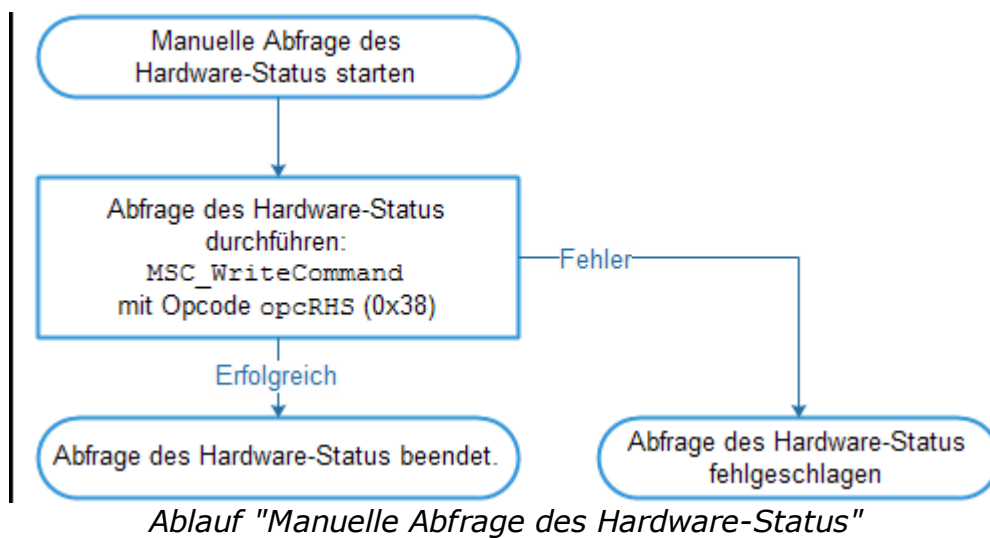 Manuelle Abfrage des
Hardware-Status starten
Abfrage des Hardware-Status
durchführen:
MSC_WriteCommand
mit Opcode opcRHS (0x38)
Fehler
Erfolgreich
Abfrage des Hardware-Status beendet.
Abfrage des Hardware-Status
fehlgeschlagen
Ablauf "Manuelle Abfrage des Hardware-Status"